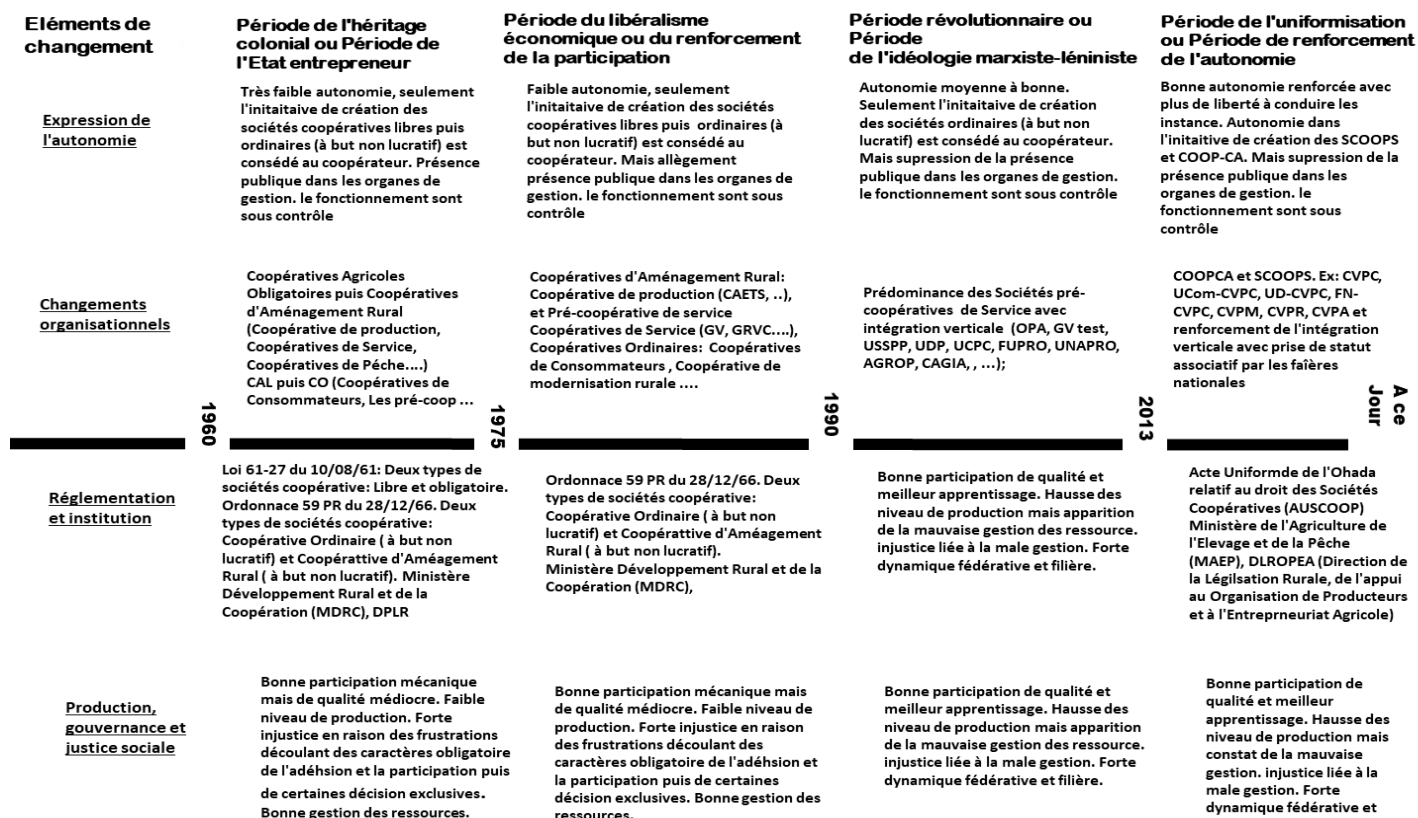 Eléments de
changement
Période de l'héritage
colonial ou Période de
l'Etat entrepreneur
Période du libéralisme
économique ou du renforcement
de la participation
Période révolutionnaire ou
Période
de l'idéologie marxiste-léniniste
Période de l'uniformisation
ou Période de renforcement
de l'autonomie
Expression de
l'autonomie
Très faible autonomie, seulement
l'initaitaive de création des
sociétés coopératives libres puis
ordinaires (à but non lucratif) est
consédé au coopérateur. Présence
publique dans les organes de
gestion. le fonctionnement sont
sous contrôle
Faible autonomie, seulement
l'initaitaive de création des sociétés
coopératives libres puis ordinaires (à
but non lucratif) est consédé au
coopérateur. Mais allègement
présence publique dans les organes de
gestion. le fonctionnement sont sous
contrôle
Autonomie moyenne à bonne.
Seulement l'initaitaive de création
des sociétés ordinaires (à but non
lucratif) est consédé au coopérateur.
Mais supression de la présence
publique dans les organes de gestion.
le fonctionnement sont sous contrôle
Bonne autonomie renforcée avec
plus de liberté à conduire les
instance. Autonomie dans
l'initaitive de création des SCOOPS
et COOP-CA. Mais supression de la
présence publique dans les
organes de gestion. le
fonctionnement sont sous
contrôle
Changements
organisationnels
Coopératives Agricoles
Obligatoires puis Coopératives
d'Aménagement Rural
(Coopérative de production,
Coopératives de Service,
Coopératives de Péche....)
CAL puis CO (Coopératives de
Consommateurs, Les pré-coop ...
Coopératives d'Aménagement Rural:
Coopérative de production (CAETS, ..),
et Pré-coopérative de service
Coopératives de Service (GV, GRVC....),
Coopératives Ordinaires: Coopératives
de Consommateurs , Coopérative de
modernisation rurale ....
Prédominance des Sociétés pré-
coopératives de Service avec
intégration verticale (OPA, GV test,
USSPP, UDP, UCPC, FUPRO, UNAPRO,
AGROP, CAGIA, , ...);
COOPCA et SCOOPS. Ex: CVPC,
UCom-CVPC, UD-CVPC, FN-
CVPC, CVPM, CVPR, CVPA et
renforcement de l'intégration
verticale avec prise de statut
associatif par les faîères
nationales
1960
1975
1990
2013
A ce
Jour
Réglementation
et institution
Loi 61-27 du 10/08/61: Deux types de
sociétés coopérative: Libre et obligatoire.
Ordonnace 59 PR du 28/12/66. Deux
types de sociétés coopérative:
Coopérative Ordinaire ( à but non
lucratif) et Coopérattive d'Améagement
Rural ( à but non lucratif). Ministère
Développement Rural et de la
Coopération (MDRC), DPLR
Ordonnace 59 PR du 28/12/66. Deux
types de sociétés coopérative:
Coopérative Ordinaire ( à but non
lucratif) et Coopérattive d'Améagement
Rural ( à but non lucratif).
Ministère Développement Rural et de la
Coopération (MDRC),
Bonne participation de qualité et
meilleur apprentissage. Hausse des
niveau de production mais apparition
de la mauvaise gestion des ressource.
injustice liée à la male gestion. Forte
dynamique fédérative et filière.
Acte Uniformde de l'Ohada
relatif au droit des Sociétés
Coopératives (AUSCOOP)
Ministère de l'Agriculture de
l'Elevage et de la Pêche
(MAEP), DLROPEA (Direction de
la Légilsation Rurale, de l'appui
au Organisation de Producteurs
et à l'Entreprneuriat Agricole)
Production,
gouvernance et
justice sociale
Bonne participation mécanique
mais de qualité médiocre. Faible
niveau de production. Forte
injustice en raison des frustrations
découlant des caractères obligatoire
de l'adéhsion et la participation puis
de certaines décision exclusives.
Bonne gestion des ressources.
Bonne participation mécanique mais
de qualité médiocre. Faible niveau de
production. Forte injustice en raison
des frustrations découlant des
caractères obligatoire de l'adéhsion et
la participation puis de certaines
décision exclusives. Bonne gestion des
ressources.
Bonne participation de qualité et
meilleur apprentissage. Hausse des
niveau de production mais apparition
de la mauvaise gestion des ressource.
injustice liée à la male gestion. Forte
dynamique fédérative et filière.
Bonne participation de
qualité et meilleur
apprentissage. Hausse des
niveau de production mais
constat de la mauvaise
gestion. injustice liée à la
male gestion. Forte
dynamique fédérative et